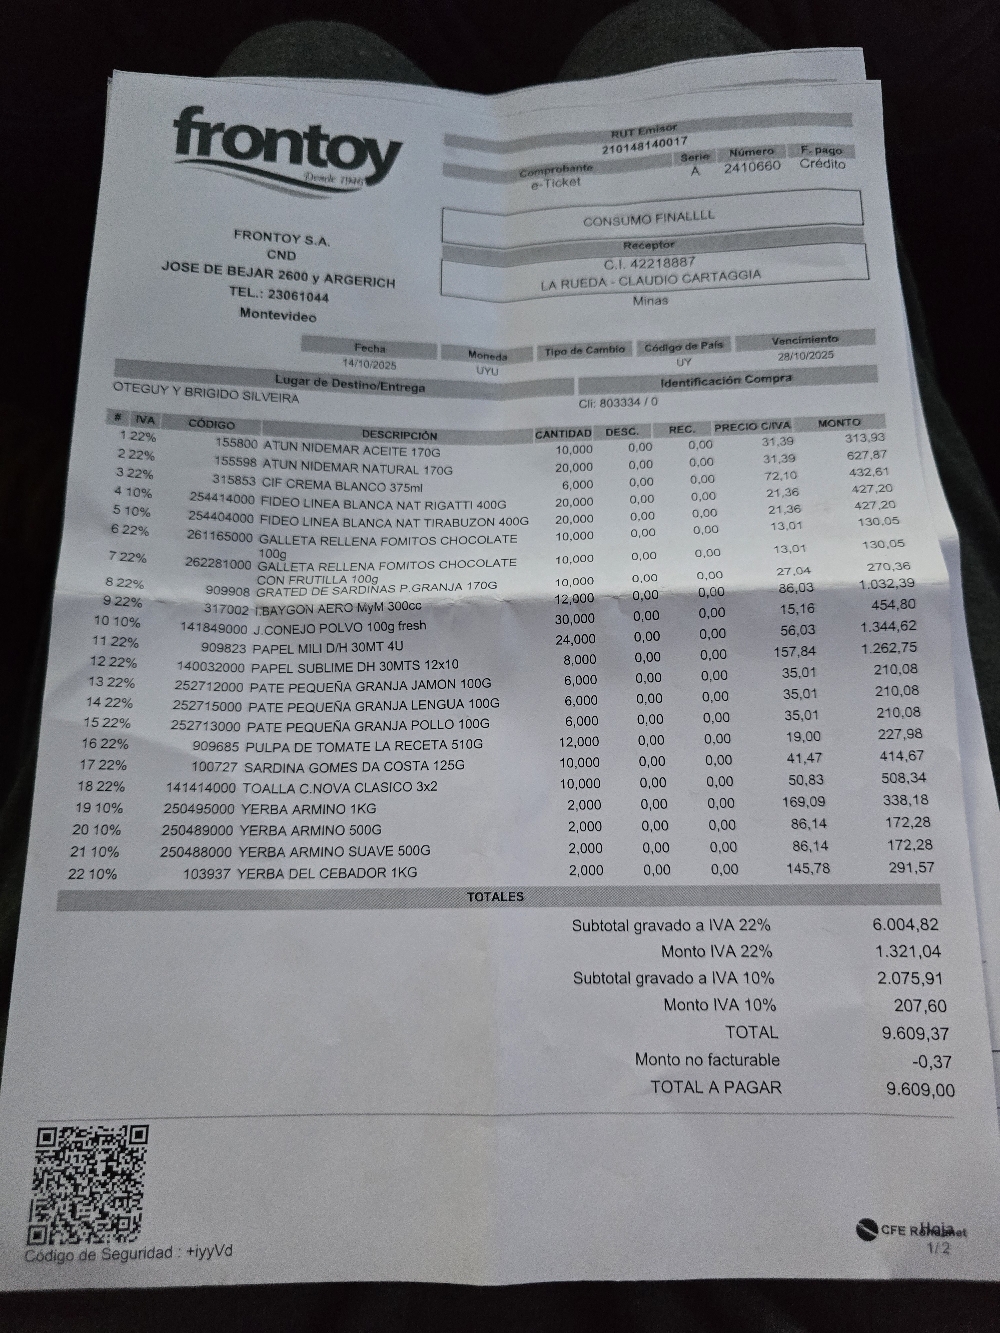 frontoy
Desde 1946
FRONTOY S.A.
CND
JOSE DE BEJAR 2600 y ARGERICH
TEL.: 23061044
Montevideo
RUT Emisor
210148140017
Comprobante Serie Número F. pago
e-Ticket A 2410660 Crédito
CONSUMO FINALLLL
Receptor
C.I. 42218887
LA RUEDA - CLAUDIO CARTAGGIA
Minas
Fecha Moneda Tipo de Cambio Código de País Vencimiento
14/10/2025 UYU UY 28/10/2025
Lugar de Destino/Entrega Identificación Compra
OTEGUY Y BRIGIDO SILVEIRA Cli: 803334 / 0
# IVA CÓDIGO DESCRIPCIÓN CANTIDAD DESC. REC. PRECIO C/IVA MONTO
1 22% 155800 ATUN NIDEMAR ACEITE 170G 10,000 0,00 0,00 31,39 313,93
2 22% 155598 ATUN NIDEMAR NATURAL 170G 20,000 0,00 0,00 31,39 627,87
3 22% 315853 CIF CREMA BLANCO 375ml 6,000 0,00 0,00 72,10 432,61
4 10% 254414000 FIDEO LINEA BLANCA NAT RIGATTI 400G 20,000 0,00 0,00 21,36 427,20
5 10% 254404000 FIDEO LINEA BLANCA NAT TIRABUZON 400G 20,000 0,00 0,00 21,36 427,20
6 22% 261165000 GALLETA RELLENA FOMITOS CHOCOLATE 10,000 0,00 0,00 13,01 130,05
100g
7 22% 262281000 GALLETA RELLENA FOMITOS CHOCOLATE 10,000 0,00 0,00 13,01 130,05
CON FRUTILLA 100g
8 22% 909908 GRATED DE SARDINAS P.GRANJA 170G 10,000 0,00 0,00 27,04 270,36
9 22% 317002 I.BAYGON AERO MyM 300cc 12,000 0,00 0,00 86,03 1.032,39
10 10% 141849000 J.CONEJO POLVO 100g fresh 30,000 0,00 0,00 15,16 454,80
11 22% 909823 PAPEL MILI D/H 30MT 4U 24,000 0,00 0,00 56,03 1.344,62
12 22% 140032000 PAPEL SUBLIME DH 30MTS 12x10 8,000 0,00 0,00 157,84 1.262,75
13 22% 252712000 PATE PEQUEÑA GRANJA JAMON 100G 6,000 0,00 0,00 35,01 210,08
14 22% 252715000 PATE PEQUEÑA GRANJA LENGUA 100G 6,000 0,00 0,00 35,01 210,08
15 22% 252713000 PATE PEQUEÑA GRANJA POLLO 100G 6,000 0,00 0,00 35,01 210,08
16 22% 909685 PULPA DE TOMATE LA RECETA 510G 12,000 0,00 0,00 19,00 227,98
17 22% 100727 SARDINA GOMES DA COSTA 125G 10,000 0,00 0,00 41,47 414,67
18 22% 141414000 TOALLA C.NOVA CLASICO 3x2 10,000 0,00 0,00 50,83 508,34
19 10% 250495000 YERBA ARMINO 1KG 2,000 0,00 0,00 169,09 338,18
20 10% 250489000 YERBA ARMINO 500G 2,000 0,00 0,00 86,14 172,28
21 10% 250488000 YERBA ARMINO SUAVE 500G 2,000 0,00 0,00 86,14 172,28
22 10% 103937 YERBA DEL CEBADOR 1KG 2,000 0,00 0,00 145,78 291,57
TOTALES
Subtotal gravado a IVA 22% 6.004,82
Monto IVA 22% 1.321,04
Subtotal gravado a IVA 10% 2.075,91
Monto IVA 10% 207,60
TOTAL 9.609,37
Monto no facturable -0,37
TOTAL A PAGAR 9.609,00
Código de Seguridad : +iyyVd
CFE
Hoja
1/ 2